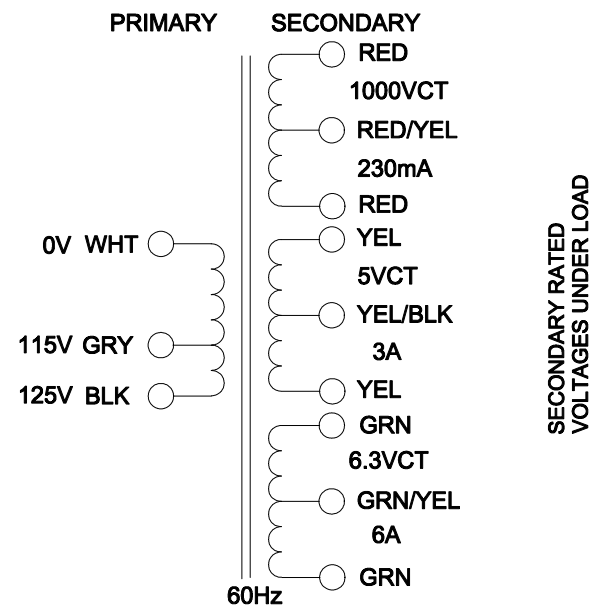 PRIMARY
SECONDARY
RED
1000VCT
RED/YEL
230mA
RED
0V WHT
115V GRY
125V BLK
YEL
5VCT
YEL/BLK
3A
YEL
GRN
6.3VCT
GRN/YEL
6A
GRN
60Hz
SECONDARY RATED
VOLTAGES UNDER LOAD